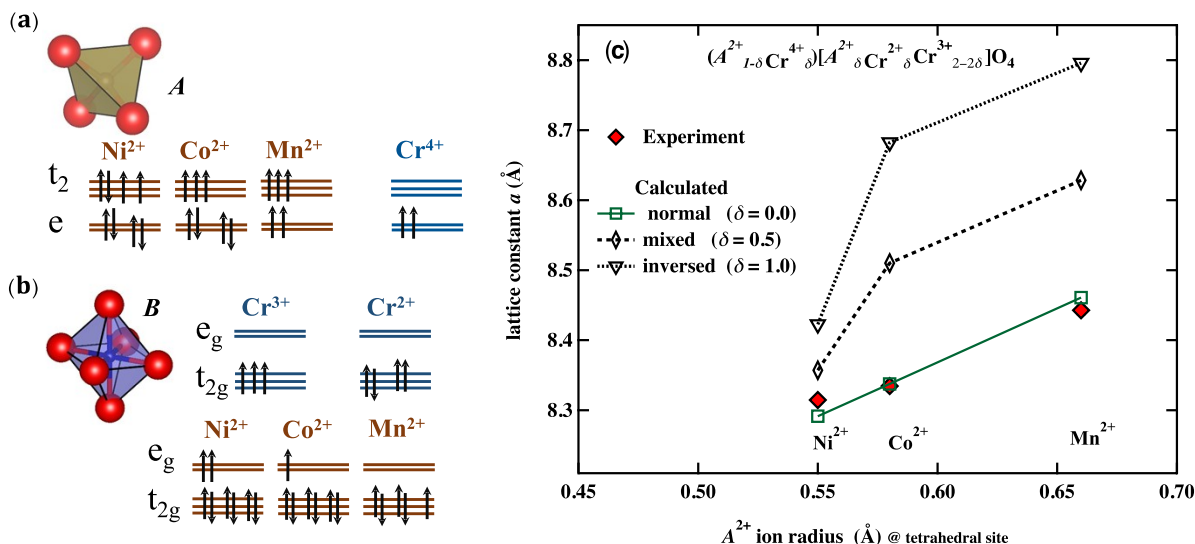 (a)
A
Ni2+ Co2+ Mn2+ Cr4+
t2
e
(b)
B
Cr3+ Cr2+
eg
t2g
Ni2+ Co2+ Mn2+
eg
t2g
(c)
(A2+1-δCr4+δ)[A2+δCr2+δCr3+2-2δ]O4
Experiment
Calculated
normal (δ = 0.0)
mixed (δ = 0.5)
inversed (δ = 1.0)
lattice constant a (Å)
8.8
8.7
8.6
8.5
8.4
8.3
Ni2+ Co2+ Mn2+
0.45 0.50 0.55 0.60 0.65 0.70
A2+ ion radius (Å) @ tetrahedral site